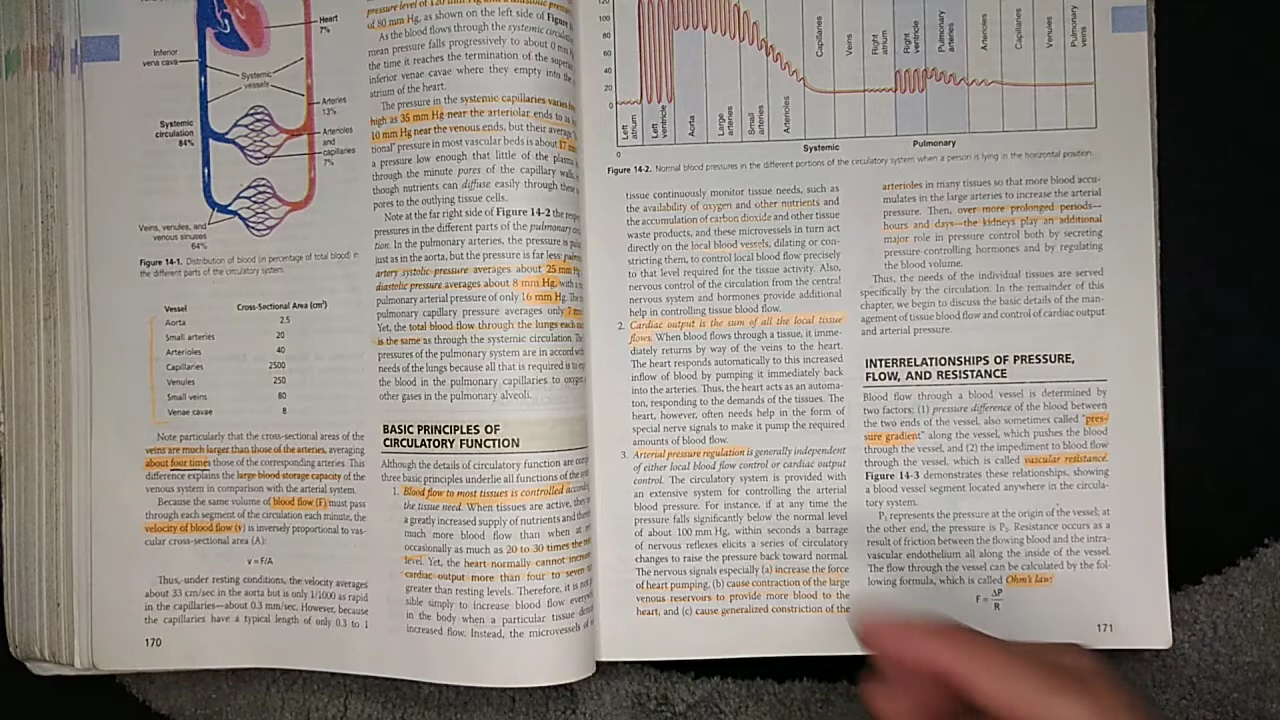 Heart
7%
Inferior
vena cava
Systemic
vessels
Arteries
13%
Systemic
circulation
84%
Arterioles
and
capillaries
7%
Veins, venules, and
venous sinuses
64%
Figure 14-1. Distribution of blood (in percentage of total blood) in
the different parts of the circulatory system.
Vessel Cross-Sectional Area (cm²)
Aorta 2.5
Small arteries 20
Arterioles 40
Capillaries 2500
Venules 250
Small veins 80
Venae cavae 8
Note particularly that the cross-sectional areas of the
veins are much larger than those of the arteries, averaging
about four times those of the corresponding arteries. This
difference explains the large blood storage capacity of the
venous system in comparison with the arterial system.
Because the same volume of blood flow (F) must pass
through each segment of the circulation each minute, the
velocity of blood flow (v) is inversely proportional to vas-
cular cross-sectional area (A):
v = F/A
Thus, under resting conditions, the velocity averages
about 33 cm/sec in the aorta but is only 1/1000 as rapid
in the capillaries—about 0.3 mm/sec. However, because
the capillaries have a typical length of only 0.3 to 1
170
pressure level of 120 mm Hg and a diastolic
of 80 mm Hg, as shown on the left side of Figure
As the blood flows through the systemic
mean pressure falls progressively to about 0
the time it reaches the termination of the
inferior venae cavae where they empty into the
atrium of the heart.
The pressure in the systemic capillaries varies
high as 35 mm Hg near the arteriolar ends to as
10 mm Hg near the venous ends, but their average
tional" pressure in most vascular beds is about 17
a pressure low enough that little of the plasma
through the minute pores of the capillary walls,
though nutrients can diffuse easily through these
pores to the outlying tissue cells.
Note at the far right side of Figure 14-2 the
pressures in the different parts of the pulmonary
tion. In the pulmonary arteries, the pressure is
just as in the aorta, but the pressure is far less:
artery systolic pressure averages about 25 mm
diastolic pressure averages about 8 mm Hg, with a
pulmonary arterial pressure of only 16 mm Hg. The
pulmonary capillary pressure averages only 7
Yet, the total blood flow through the lungs each
is the same as through the systemic circulation. The
pressures of the pulmonary system are in accord with
needs of the lungs because all that is required is to
the blood in the pulmonary capillaries to
other gases in the pulmonary alveoli.
BASIC PRINCIPLES OF
CIRCULATORY FUNCTION
Although the details of circulatory function are
three basic principles underlie all functions of the
1. Blood flow to most tissues is controlled
the tissue need. When tissues are active, they
a greatly increased supply of nutrients and
much more blood flow than when at
occasionally as much as 20 to 30 times the
level. Yet, the heart normally cannot increase
cardiac output more than four to seven
greater than resting levels. Therefore, it is not
sible simply to increase blood flow
in the body when a particular tissue
increased flow. Instead, the microvessels of
120
100
80
60
40
20
0
0
Left
atrium
Left
ventricle
Aorta
Large
arteries
Small
arteries
Arterioles
Capillaries
Veins
Right
atrium
Right
ventricle
Pulmonary
arteries
Arterioles
Capillaries
Venules
Pulmonary
veins
Systemic
Pulmonary
Figure 14-2. Normal blood pressures in the different portions of the circulatory system when a person is lying in the horizontal position.
tissue continuously monitor tissue needs, such as
the availability of oxygen and other nutrients and
the accumulation of carbon dioxide and other tissue
waste products, and these microvessels in turn act
directly on the local blood vessels, dilating or con-
stricting them, to control local blood flow precisely
to that level required for the tissue activity. Also,
nervous control of the circulation from the central
nervous system and hormones provide additional
help in controlling tissue blood flow.
2. Cardiac output is the sum of all the local tissue
flows. When blood flows through a tissue, it imme-
diately returns by way of the veins to the heart.
The heart responds automatically to this increased
inflow of blood by pumping it immediately back
into the arteries. Thus, the heart acts as an automa-
ton, responding to the demands of the tissues. The
heart, however, often needs help in the form of
special nerve signals to make it pump the required
amounts of blood flow.
3. Arterial pressure regulation is generally independent
of either local blood flow control or cardiac output
control. The circulatory system is provided with
an extensive system for controlling the arterial
blood pressure. For instance, if at any time the
pressure falls significantly below the normal level
of about 100 mm Hg, within seconds a barrage
of nervous reflexes elicits a series of circulatory
changes to raise the pressure back toward normal.
The nervous signals especially (a) increase the force
of heart pumping, (b) cause contraction of the large
venous reservoirs to provide more blood to the
heart, and (c) cause generalized constriction of the
arterioles in many tissues so that more blood accu-
mulates in the large arteries to increase the arterial
pressure. Then, over more prolonged periods—
hours and days—the kidneys play an additional
major role in pressure control both by secreting
pressure controlling hormones and by regulating
the blood volume.
Thus, the needs of the individual tissues are served
specifically by the circulation. In the remainder of this
chapter, we begin to discuss the basic details of the man-
agement of tissue blood flow and control of cardiac output
and arterial pressure.
INTERRELATIONSHIPS OF PRESSURE,
FLOW, AND RESISTANCE
Blood flow through a blood vessel is determined by
two factors: (1) pressure difference of the blood between
the two ends of the vessel, also sometimes called "pres-
sure gradient" along the vessel, which pushes the blood
through the vessel, and (2) the impediment to blood flow
through the vessel, which is called vascular resistance.
Figure 14-3 demonstrates these relationships, showing
a blood vessel segment located anywhere in the circula-
tory system.
P₁ represents the pressure at the origin of the vessel; at
the other end, the pressure is P₂. Resistance occurs as a
result of friction between the flowing blood and the intra-
vascular endothelium all along the inside of the vessel.
The flow through the vessel can be calculated by the fol-
lowing formula, which is called Ohm's law:
F = ΔP
R
171